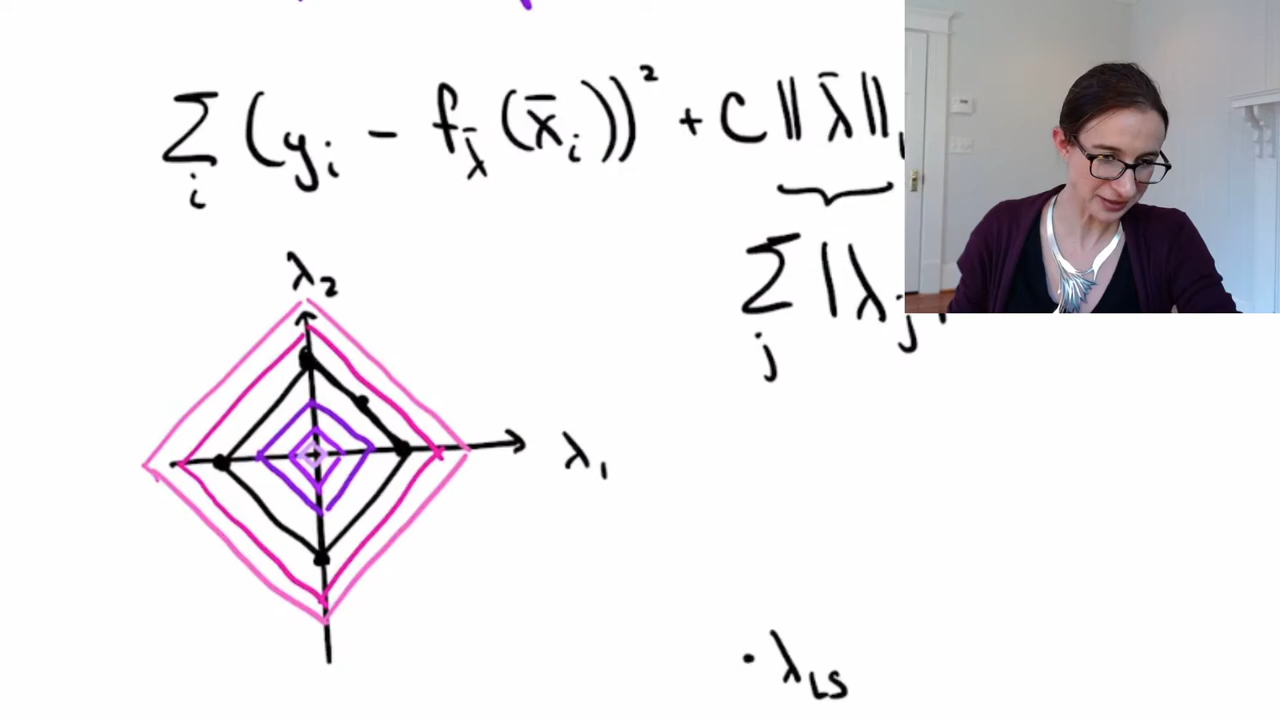 ∑ᵢ (yᵢ − f_λ̄(x̄ᵢ))² + C‖λ̄‖₁
∑ⱼ |λⱼ|
λ₂
λ₁
· λ_LS